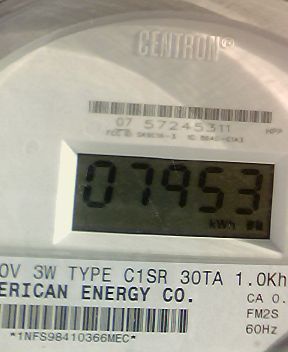 CENTRON®
07 57245311
HPP
07953
kWh
0V 3W TYPE C1SR 30TA 1.0Kh
ERICAN ENERGY CO.
CA 0.
FM2S
60Hz
*1NFS98410366MEC*